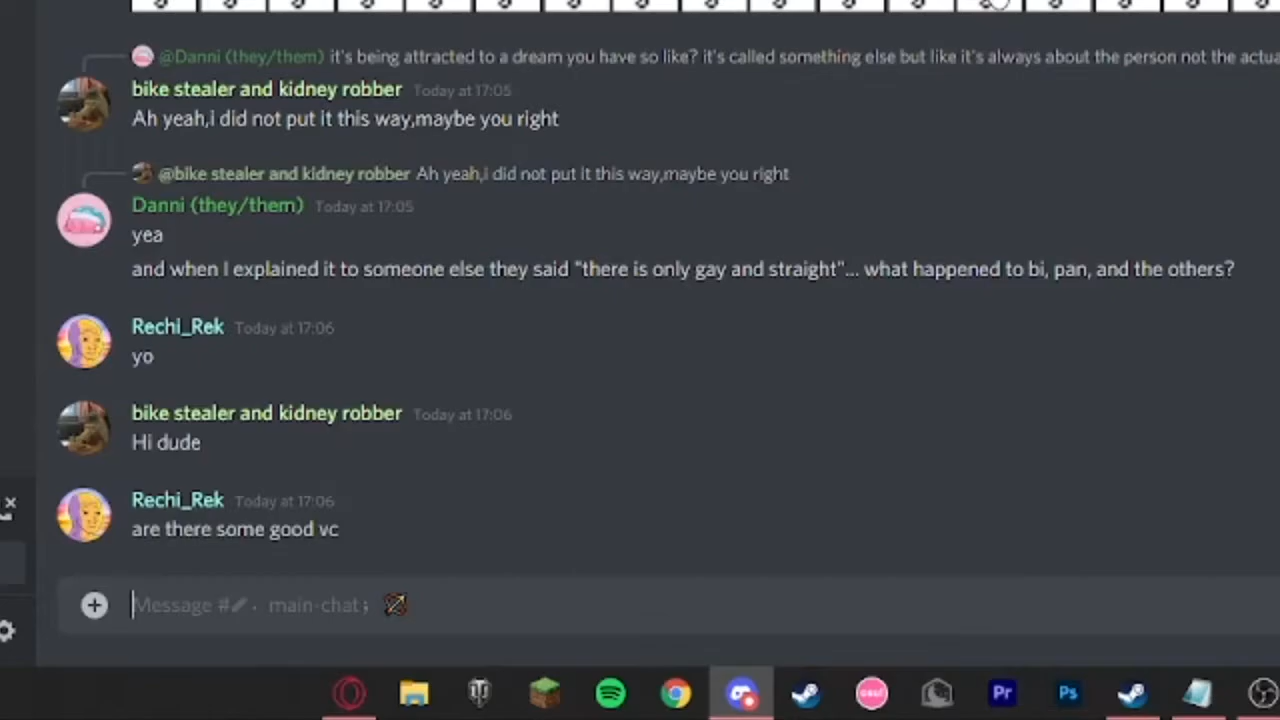 @Danni (they/them) it's being attracted to a dream you have so like? it's called something else but like it's always about the person not the actua
bike stealer and kidney robber Today at 17:05
Ah yeah,i did not put it this way,maybe you right
@bike stealer and kidney robber Ah yeah,i did not put it this way,maybe you right
Danni (they/them) Today at 17:05
yea
and when I explained it to someone else they said "there is only gay and straight"... what happened to bi, pan, and the others?
Rechi_Rek Today at 17:06
yo
bike stealer and kidney robber Today at 17:06
Hi dude
Rechi_Rek Today at 17:06
are there some good vc
Message #🖊 . main-chat ; 🏹
osu!
Pr
Ps